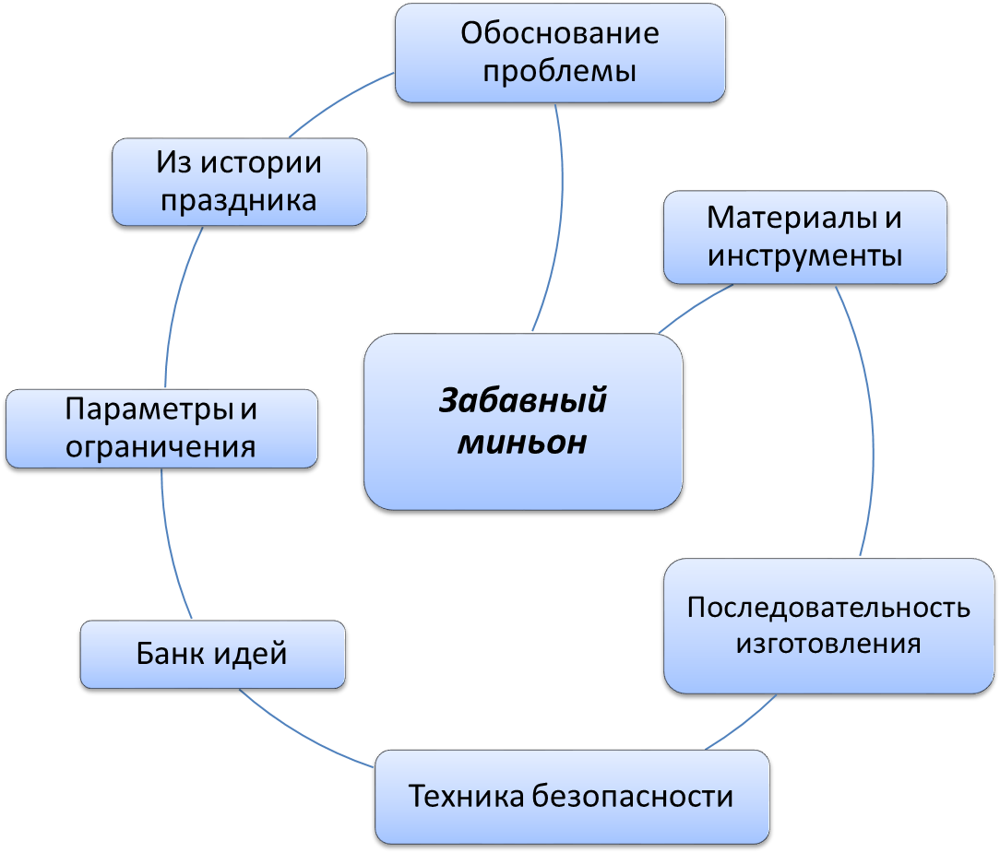 Обоснование
проблемы
Из истории
праздника
Материалы и
инструменты
Забавный
миньон
Параметры и
ограничения
Последовательность
изготовления
Банк идей
Техника безопасности